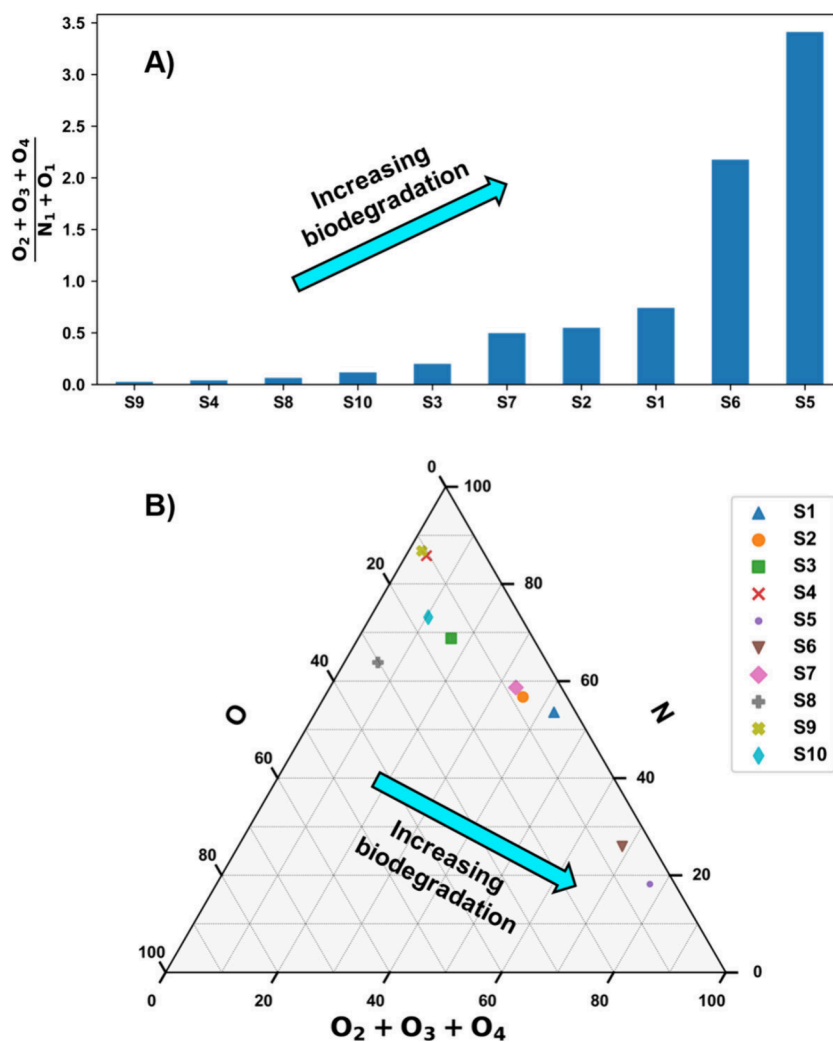 A)
3.5
3.0
2.5
2.0
1.5
1.0
0.5
0.0
O₂ + O₃ + O₄
N₁ + O₁
Increasing
biodegradation
S9 S4 S8 S10 S3 S7 S2 S1 S6 S5
B)
0
20
40
60
80
100
O
100
80
60
40
20
0
N
0 20 40 60 80 100
O₂ + O₃ + O₄
Increasing
biodegradation
S1
S2
S3
S4
S5
S6
S7
S8
S9
S10